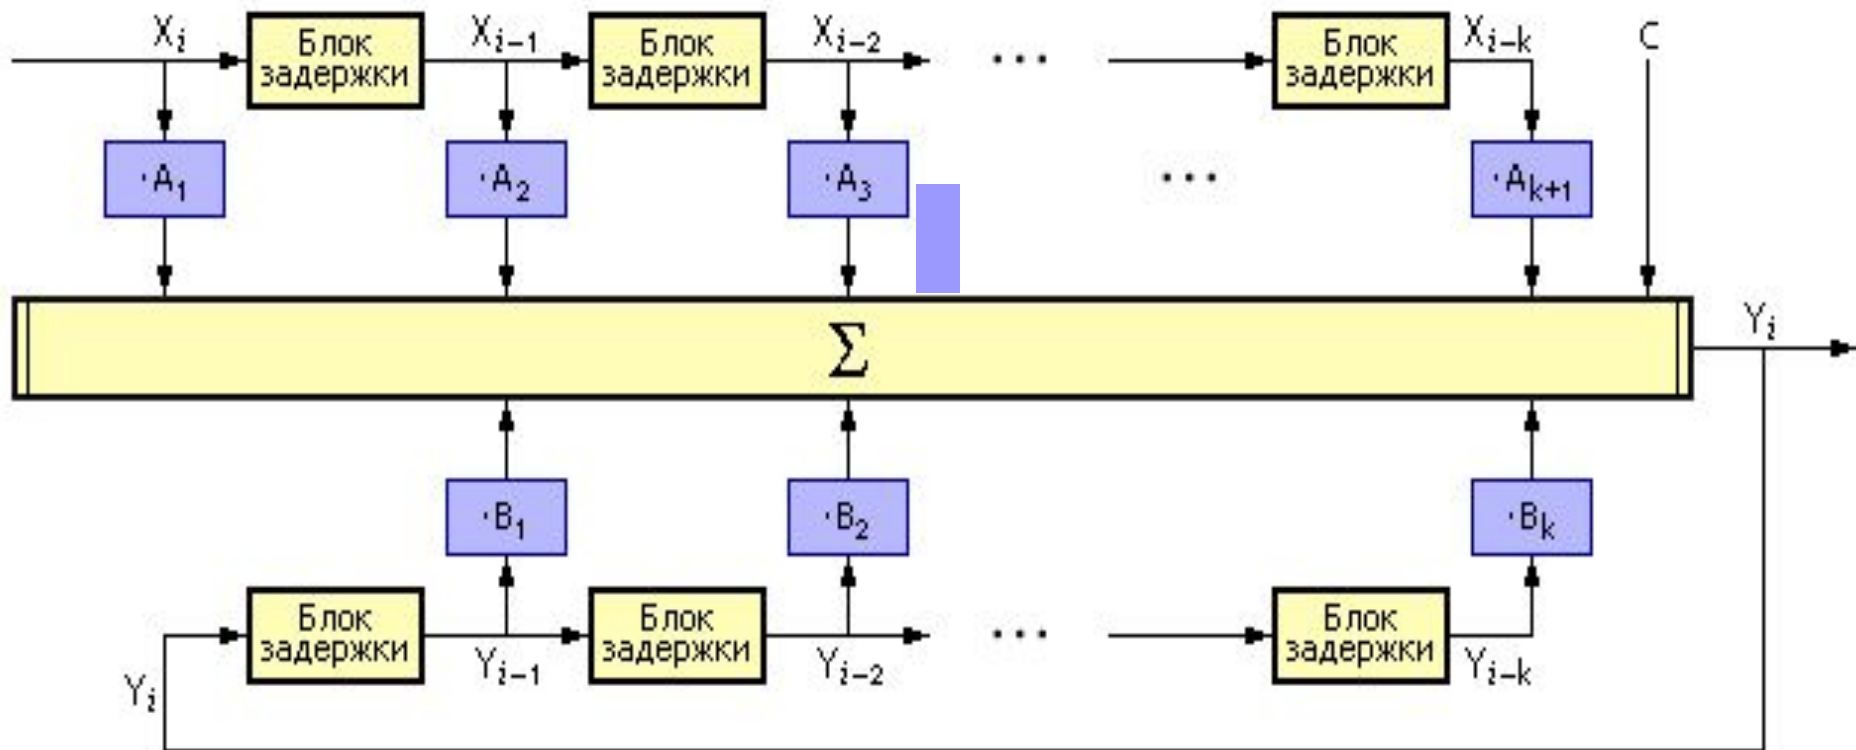 Xᵢ
Блок
задержки
Xᵢ₋₁
Блок
задержки
Xᵢ₋₂
...
Блок
задержки
Xᵢ₋ₖ
C
·A₁
·A₂
·A₃
...
·Aₖ₊₁
Σ
Yᵢ
·B₁
·B₂
·Bₖ
Yᵢ
Блок
задержки
Yᵢ₋₁
Блок
задержки
Yᵢ₋₂
...
Блок
задержки
Yᵢ₋ₖ